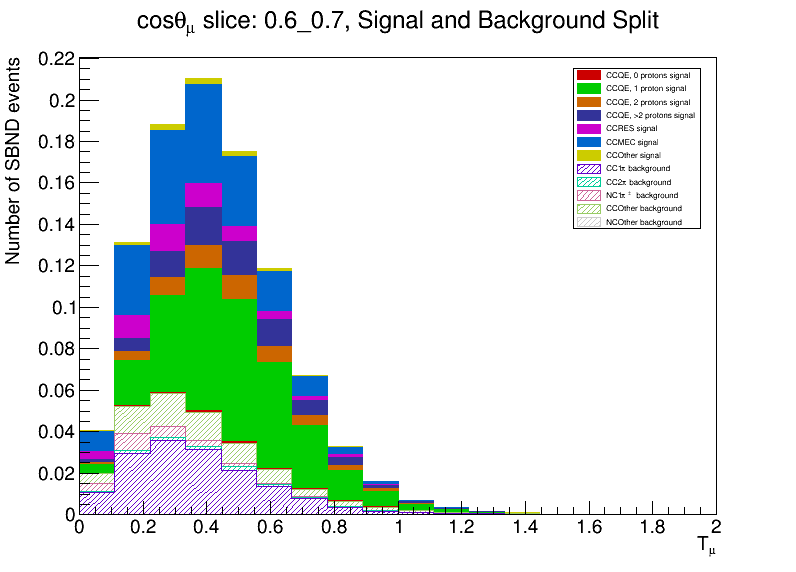 cosθμ slice: 0.6_0.7, Signal and Background Split
Number of SBND events
0.22
0.2
0.18
0.16
0.14
0.12
0.1
0.08
0.06
0.04
0.02
0
CCQE, 0 protons signal
CCQE, 1 proton signal
CCQE, 2 protons signal
CCQE, >2 protons signal
CCRES signal
CCMEC signal
CCOther signal
CC1π background
CC2π background
NC1π± background
CCOther background
NCOther background
0 0.2 0.4 0.6 0.8 1 1.2 1.4 1.6 1.8 2
Tμ